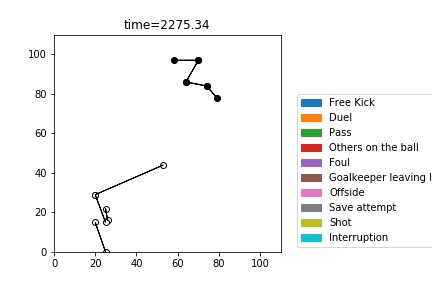 time=2275.34
100
80
60
40
20
0
0 20 40 60 80 100
Free Kick
Duel
Pass
Others on the ball
Foul
Goalkeeper leaving l
Offside
Save attempt
Shot
Interruption